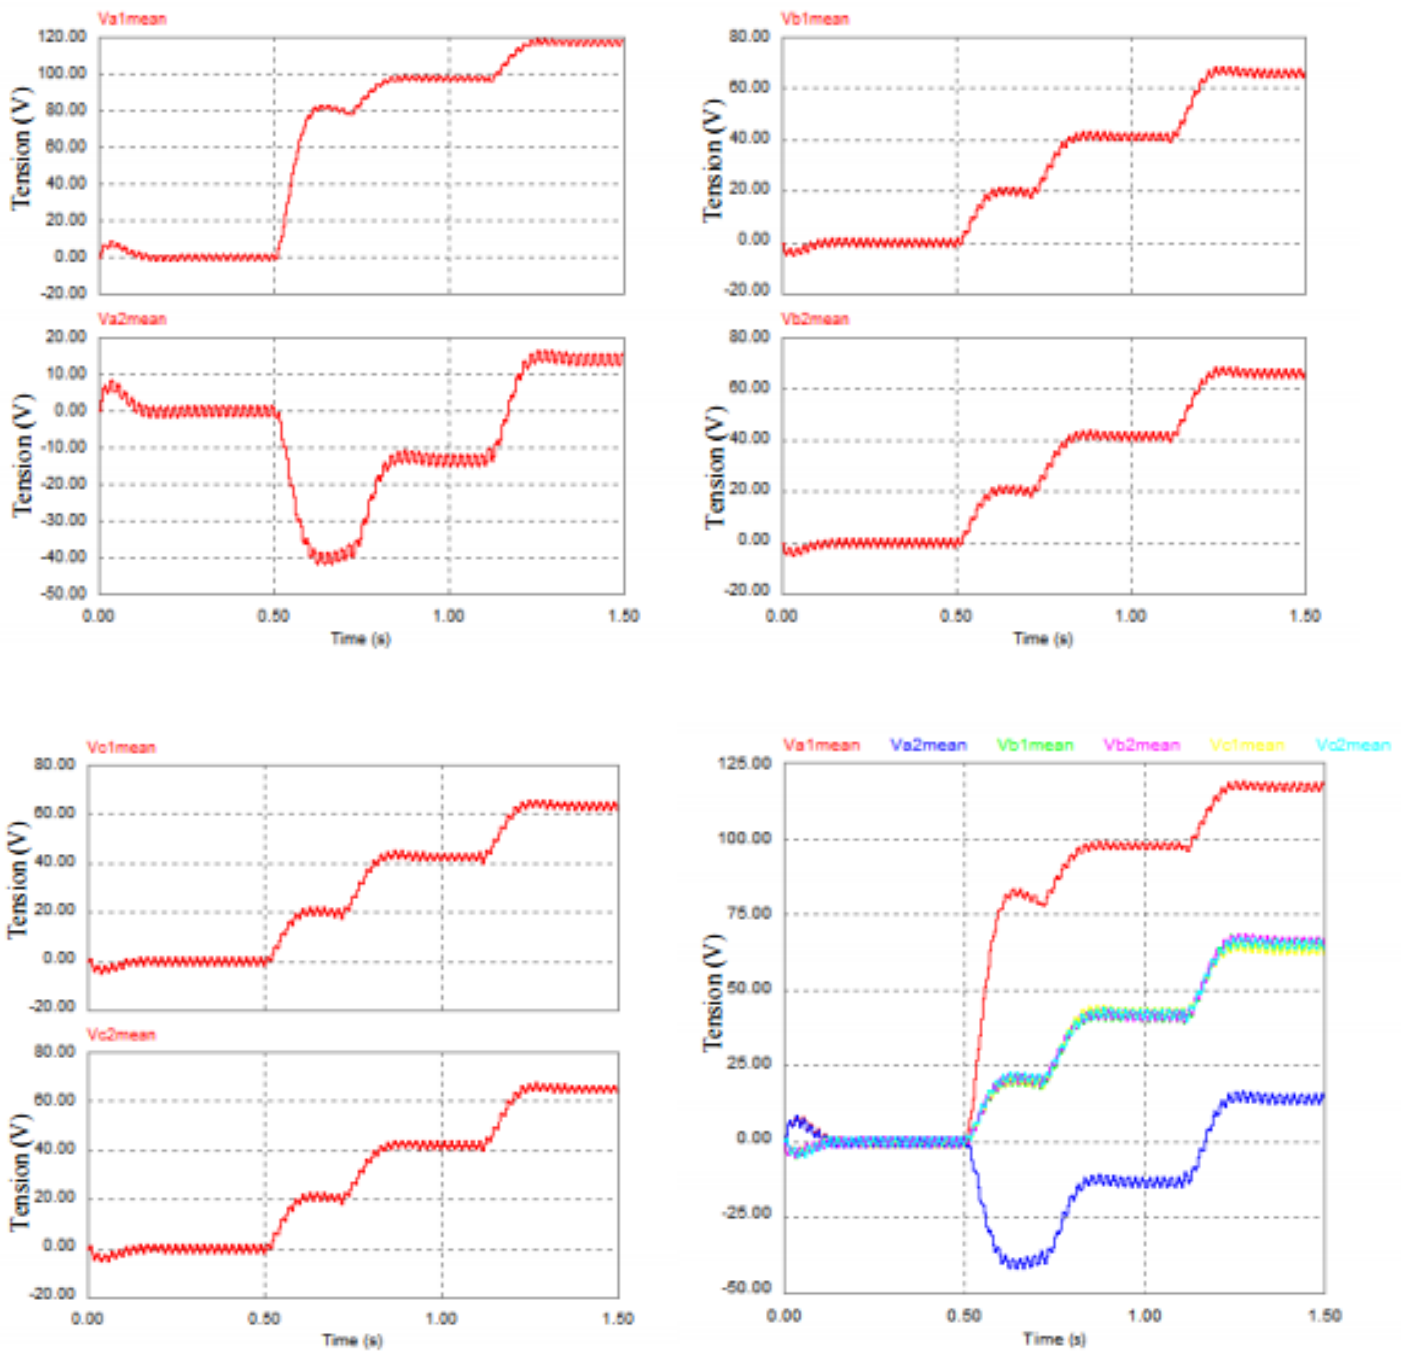 Va1mean
120.00
100.00
80.00
60.00
40.00
20.00
0.00
-20.00
Tension (V)
Va2mean
20.00
10.00
0.00
-10.00
-20.00
-30.00
-40.00
-50.00
Tension (V)
0.00 0.50 1.00 1.50
Time (s)
Vb1mean
80.00
60.00
40.00
20.00
0.00
-20.00
Tension (V)
Vb2mean
80.00
60.00
40.00
20.00
0.00
-20.00
Tension (V)
0.00 0.50 1.00 1.50
Time (s)
Vc1mean
80.00
60.00
40.00
20.00
0.00
-20.00
Tension (V)
Vc2mean
80.00
60.00
40.00
20.00
0.00
-20.00
Tension (V)
0.00 0.50 1.00 1.50
Time (s)
Va1mean Va2mean Vb1mean Vb2mean Vc1mean Vc2mean
125.00
100.00
75.00
50.00
25.00
0.00
-25.00
-50.00
Tension (V)
0.00 0.50 1.00 1.50
Time (s)